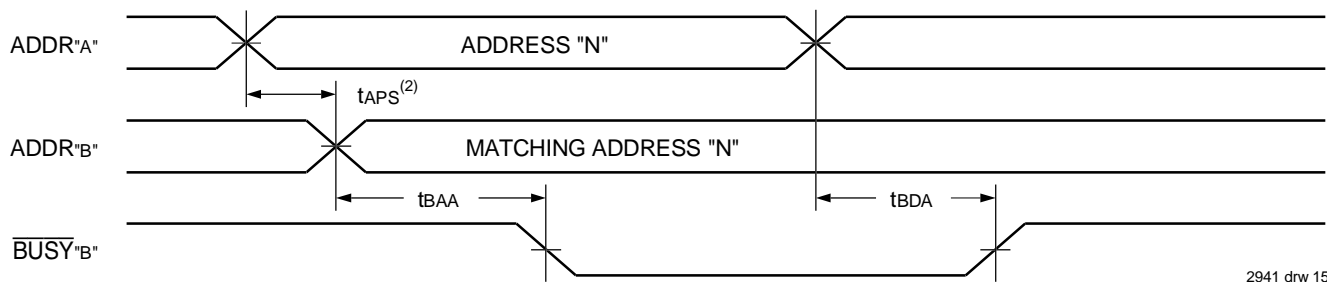 ADDR"A"
ADDRESS "N"
tAPS(2)
ADDR"B"
MATCHING ADDRESS "N"
tBAA
tBDA
BUSY"B"
2941 drw 15